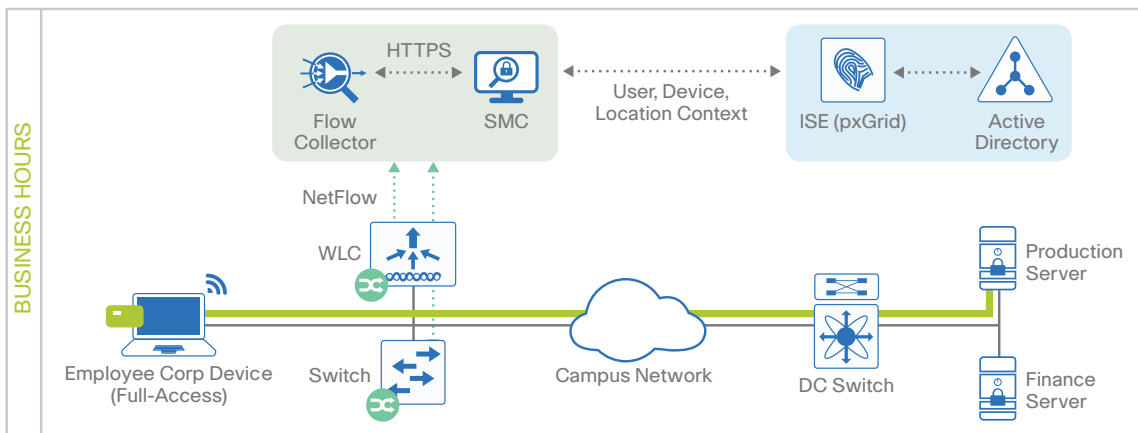 BUSINESS HOURS
HTTPS
Flow
Collector
SMC
User, Device,
Location Context
ISE (pxGrid)
Active
Directory
NetFlow
WLC
Production
Server
Employee Corp Device
(Full-Access)
Switch
Campus Network
DC Switch
Finance
Server